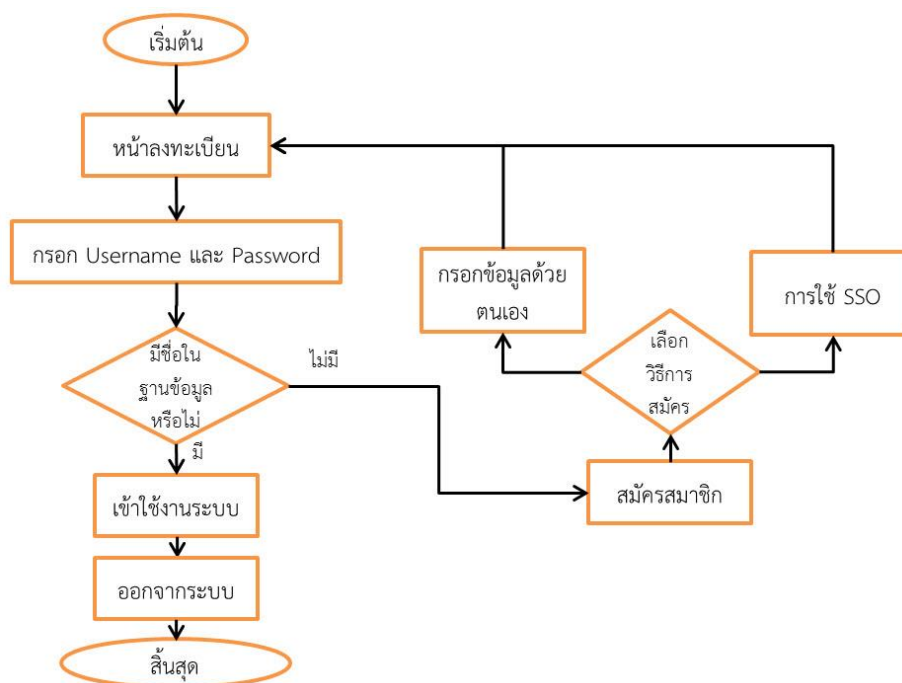 เริ่มต้น
หน้าลงทะเบียน
กรอก Username และ Password
มีชื่อใน
ฐานข้อมูล
หรือไม่
ไม่มี
มี
เข้าใช้งานระบบ
ออกจากระบบ
สิ้นสุด
กรอกข้อมูลด้วย
ตนเอง
การใช้ SSO
เลือก
วิธีการ
สมัคร
สมัครสมาชิก